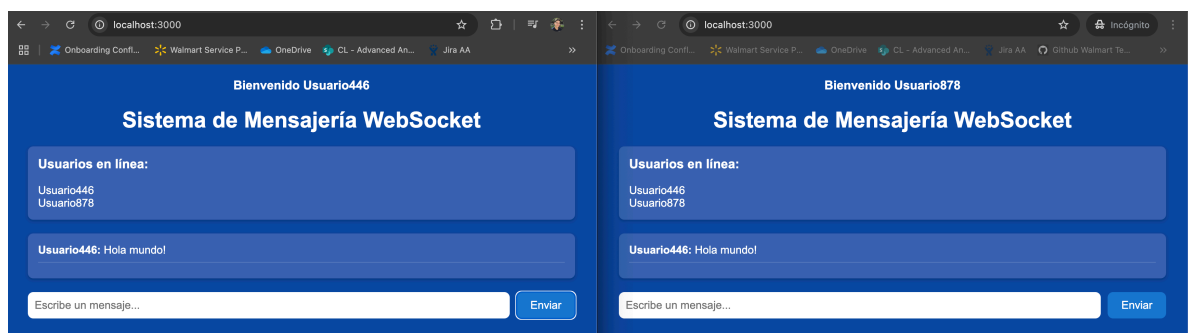 localhost:3000
Onboarding Confl... Walmart Service P... OneDrive CL - Advanced An... Jira AA »
Bienvenido Usuario446
Sistema de Mensajería WebSocket
Usuarios en línea:
Usuario446
Usuario878
Usuario446: Hola mundo!
Escribe un mensaje... Enviar
localhost:3000 Incógnito
Onboarding Confl... Walmart Service P... OneDrive CL - Advanced An... Jira AA Github Walmart Te... »
Bienvenido Usuario878
Sistema de Mensajería WebSocket
Usuarios en línea:
Usuario446
Usuario878
Usuario446: Hola mundo!
Escribe un mensaje... Enviar